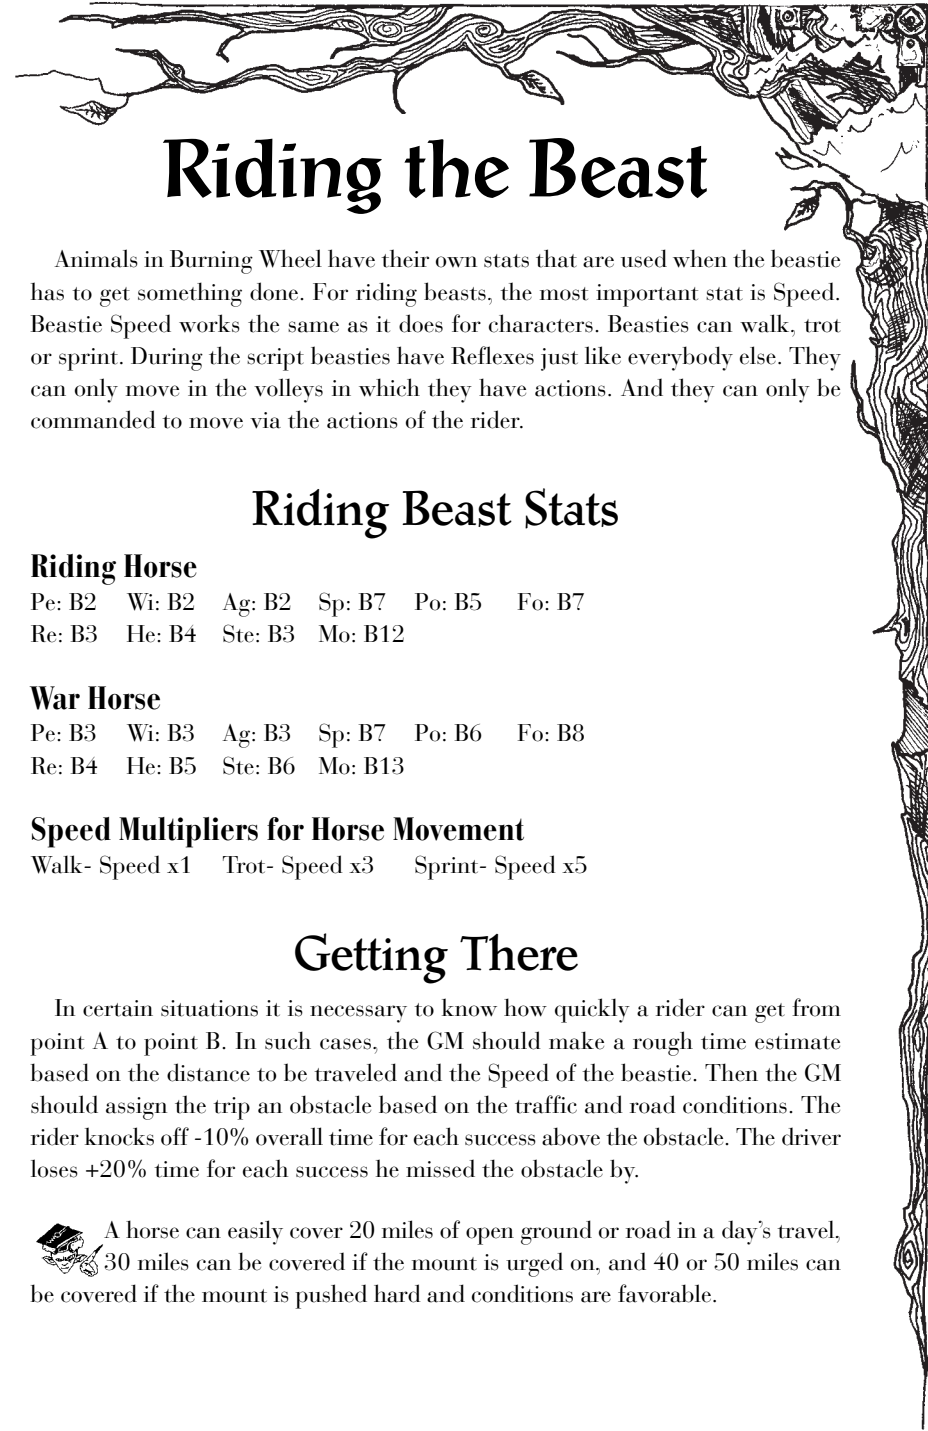 Riding the Beast
Animals in Burning Wheel have their own stats that are used when the beastie
has to get something done. For riding beasts, the most important stat is Speed.
Beastie Speed works the same as it does for characters. Beasties can walk, trot
or sprint. During the script beasties have Reflexes just like everybody else. They
can only move in the volleys in which they have actions. And they can only be
commanded to move via the actions of the rider.
Riding Beast Stats
Riding Horse
Pe: B2 Wi: B2 Ag: B2 Sp: B7 Po: B5 Fo: B7
Re: B3 He: B4 Ste: B3 Mo: B12
War Horse
Pe: B3 Wi: B3 Ag: B3 Sp: B7 Po: B6 Fo: B8
Re: B4 He: B5 Ste: B6 Mo: B13
Speed Multipliers for Horse Movement
Walk- Speed x1 Trot- Speed x3 Sprint- Speed x5
Getting There
In certain situations it is necessary to know how quickly a rider can get from
point A to point B. In such cases, the GM should make a rough time estimate
based on the distance to be traveled and the Speed of the beastie. Then the GM
should assign the trip an obstacle based on the traffic and road conditions. The
rider knocks off -10% overall time for each success above the obstacle. The driver
loses +20% time for each success he missed the obstacle by.
A horse can easily cover 20 miles of open ground or road in a day's travel,
30 miles can be covered if the mount is urged on, and 40 or 50 miles can
be covered if the mount is pushed hard and conditions are favorable.